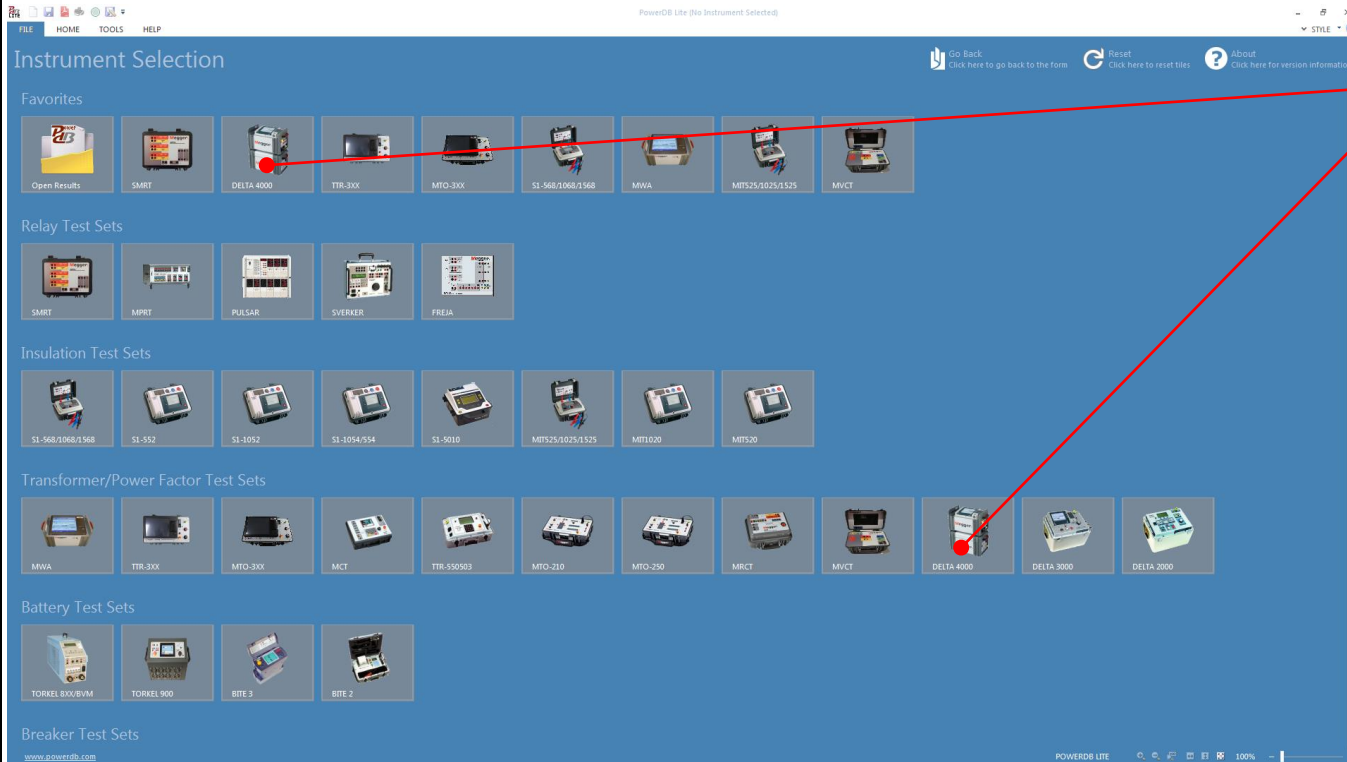 PowerDB Lite (No Instrument Selected)
FILE HOME TOOLS HELP
STYLE
Instrument Selection
Go Back
Click here to go back to the form
Reset
Click here to reset tiles
About
Click here for version informatio
Favorites
Open Results SMRT DELTA 4000 TTR-3XX MTO-3XX S1-568/1068/1568 MWA MIT525/1025/1525 MVCT
Relay Test Sets
SMRT MPRT PULSAR SVERKER FREJA
Insulation Test Sets
S1-568/1068/1568 S1-552 S1-1052 S1-1054/554 S1-5010 MIT525/1025/1525 MIT1020 MIT520
Transformer/Power Factor Test Sets
MWA TTR-3XX MTO-3XX MCT TTR-550503 MTO-210 MTO-250 MRCT MVCT DELTA 4000 DELTA 3000 DELTA 2000
Battery Test Sets
TORKEL 8XX/BVM TORKEL 900 BITE 3 BITE 2
Breaker Test Sets
www.powerdb.com
POWERDB LITE 100%